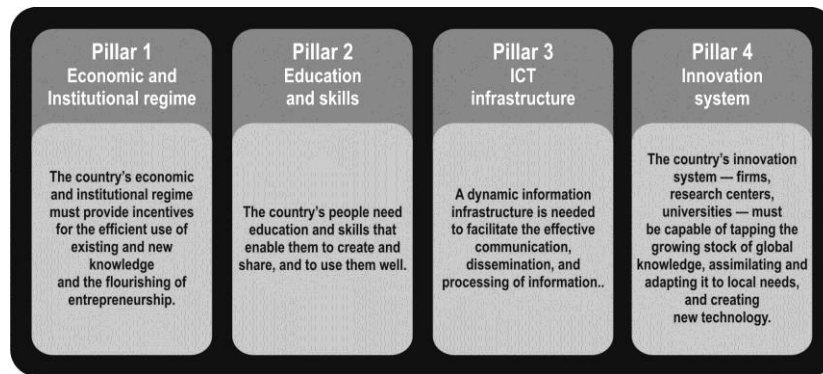 Pillar 1
Economic and
Institutional regime
The country's economic
and institutional regime
must provide incentives
for the efficient use of
existing and new
knowledge
and the flourishing of
entrepreneurship.
Pillar 2
Education
and skills
The country's people need
education and skills that
enable them to create and
share, and to use them well.
Pillar 3
ICT
infrastructure
A dynamic information
infrastructure is needed
to facilitate the effective
communication,
dissemination, and
processing of information..
Pillar 4
Innovation
system
The country's innovation
system — firms,
research centers,
universities — must
be capable of tapping the
growing stock of global
knowledge, assimilating and
adapting it to local needs,
and creating
new technology.